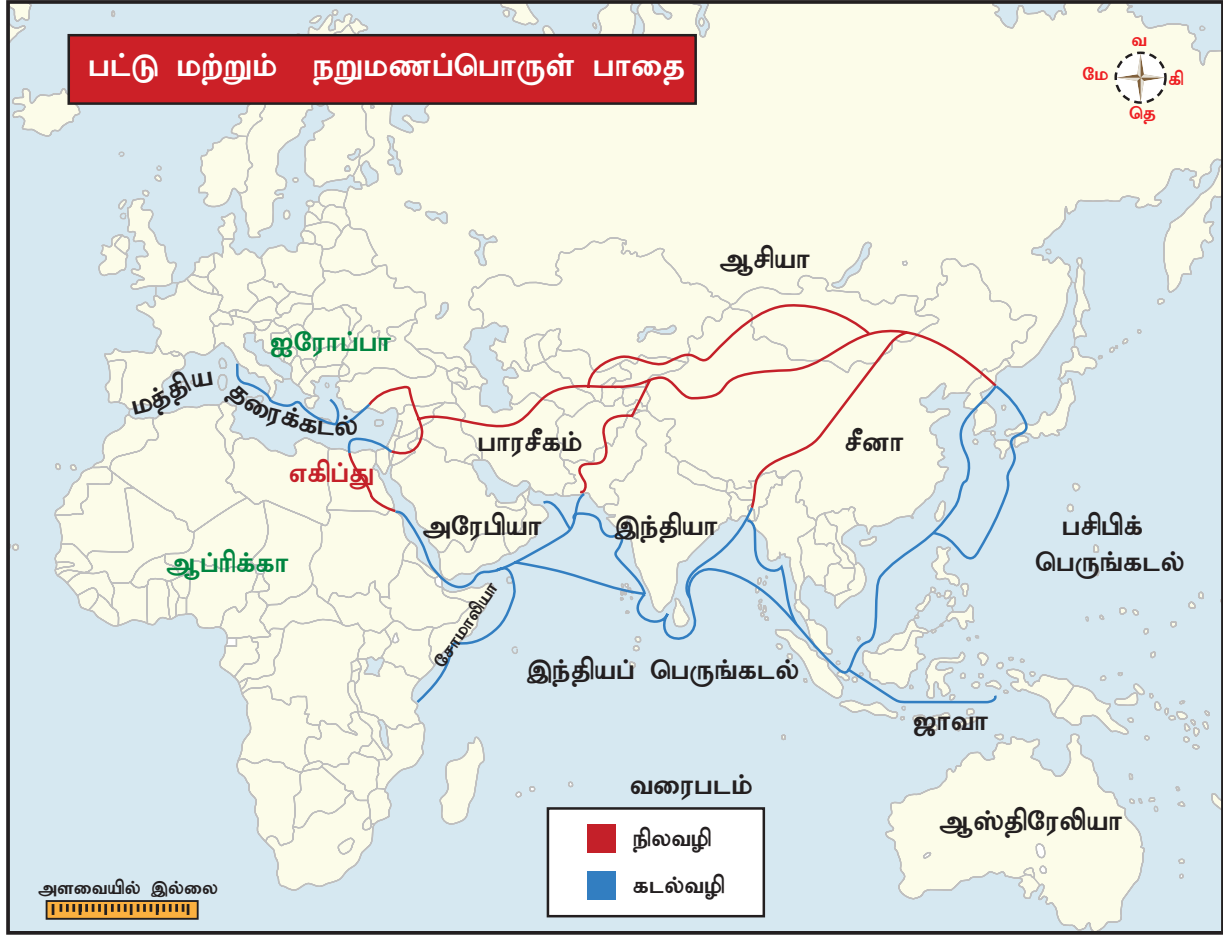 பட்டு மற்றும் நறுமணப்பொருள் பாதை
வ
மே
கி
தெ
ஆசியா
ஐரோப்பா
மத்திய தரைக்கடல்
பாரசீகம்
சீனா
எகிப்து
அரேபியா
இந்தியா
பசிபிக்
பெருங்கடல்
ஆப்ரிக்கா
சோமாலியா
இந்தியப் பெருங்கடல்
ஜாவா
வரைபடம்
ஆஸ்திரேலியா
நிலவழி
கடல்வழி
அளவையில் இல்லை